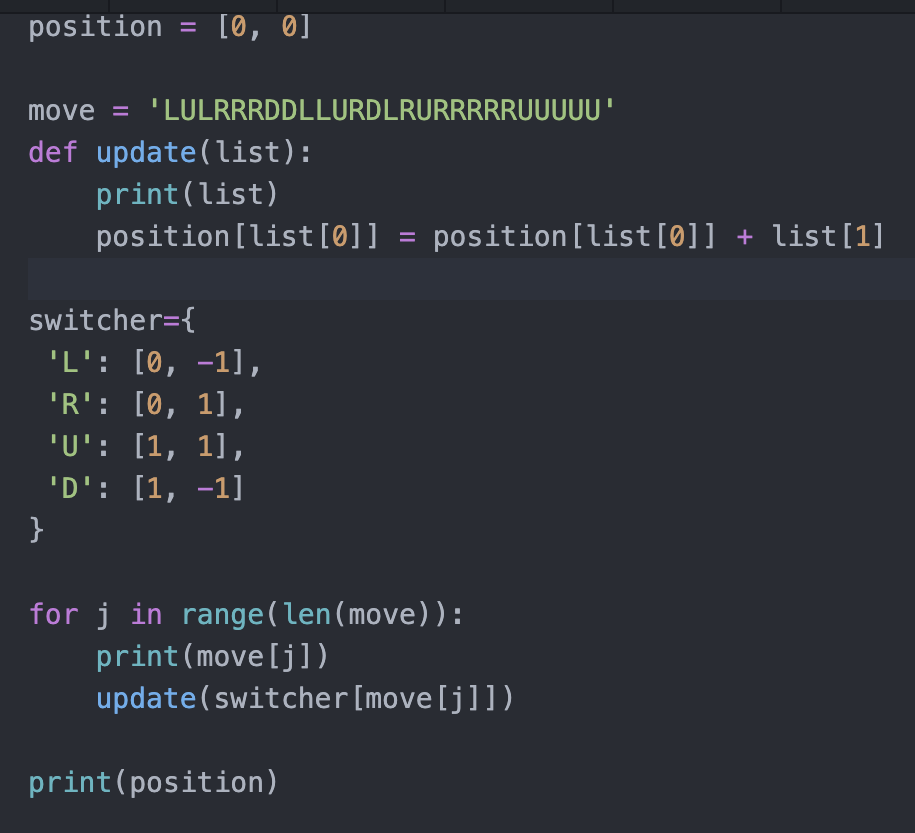 position = [0, 0]
move = 'LULRRRDDLLURDLRURRRRRUUUUU'
def update(list):
    print(list)
    position[list[0]] = position[list[0]] + list[1]
switcher={
 'L': [0, -1],
 'R': [0, 1],
 'U': [1, 1],
 'D': [1, -1]
}
for j in range(len(move)):
    print(move[j])
    update(switcher[move[j]])
print(position)